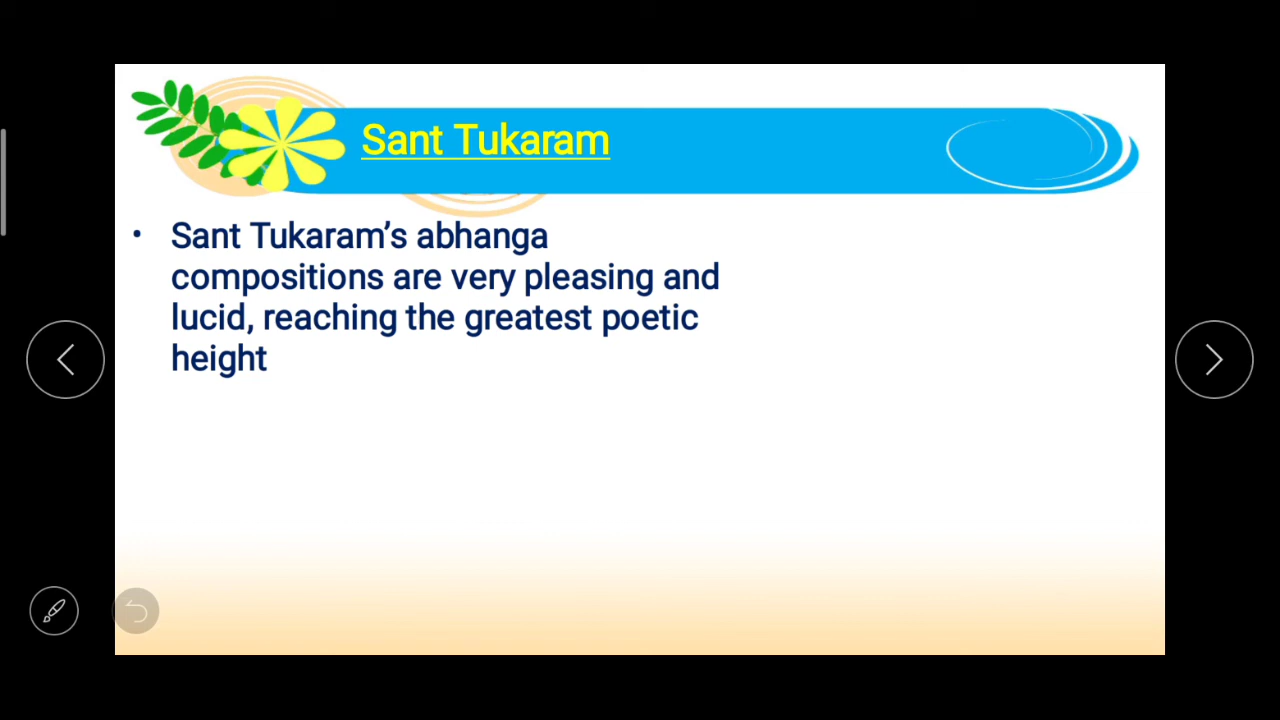 Sant Tukaram
• Sant Tukaram’s abhanga
compositions are very pleasing and
lucid, reaching the greatest poetic
height